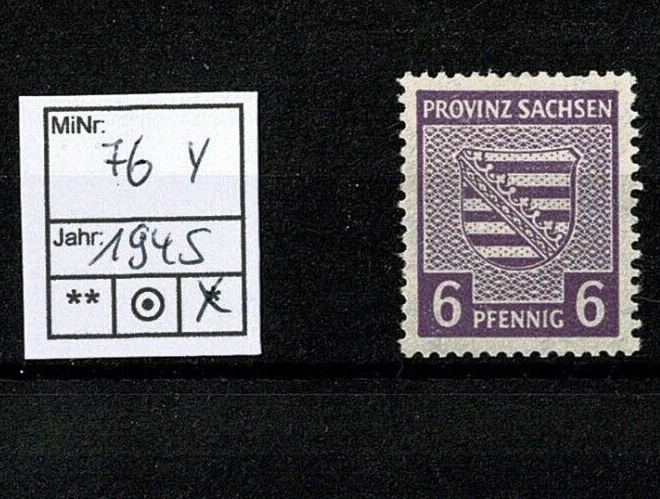 MiNr.
76 Y
Jahr: 1945
**
*
PROVINZ SACHSEN
6 PFENNIG 6